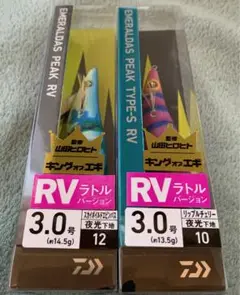 EMERALDAS PEAK RV
監修
山田ヒロヒト
キングオブエギ
RV ラトル
バージョン
3.0号
(約14.5g)
夜光下地
12
DAIWA
EMERALDAS PEAK TYPE-S RV
監修
山田ヒロヒト
キングオブエギ
RV ラトル
バージョン
3.0号
(約13.5g)
リップルチェリー
夜光下地
10